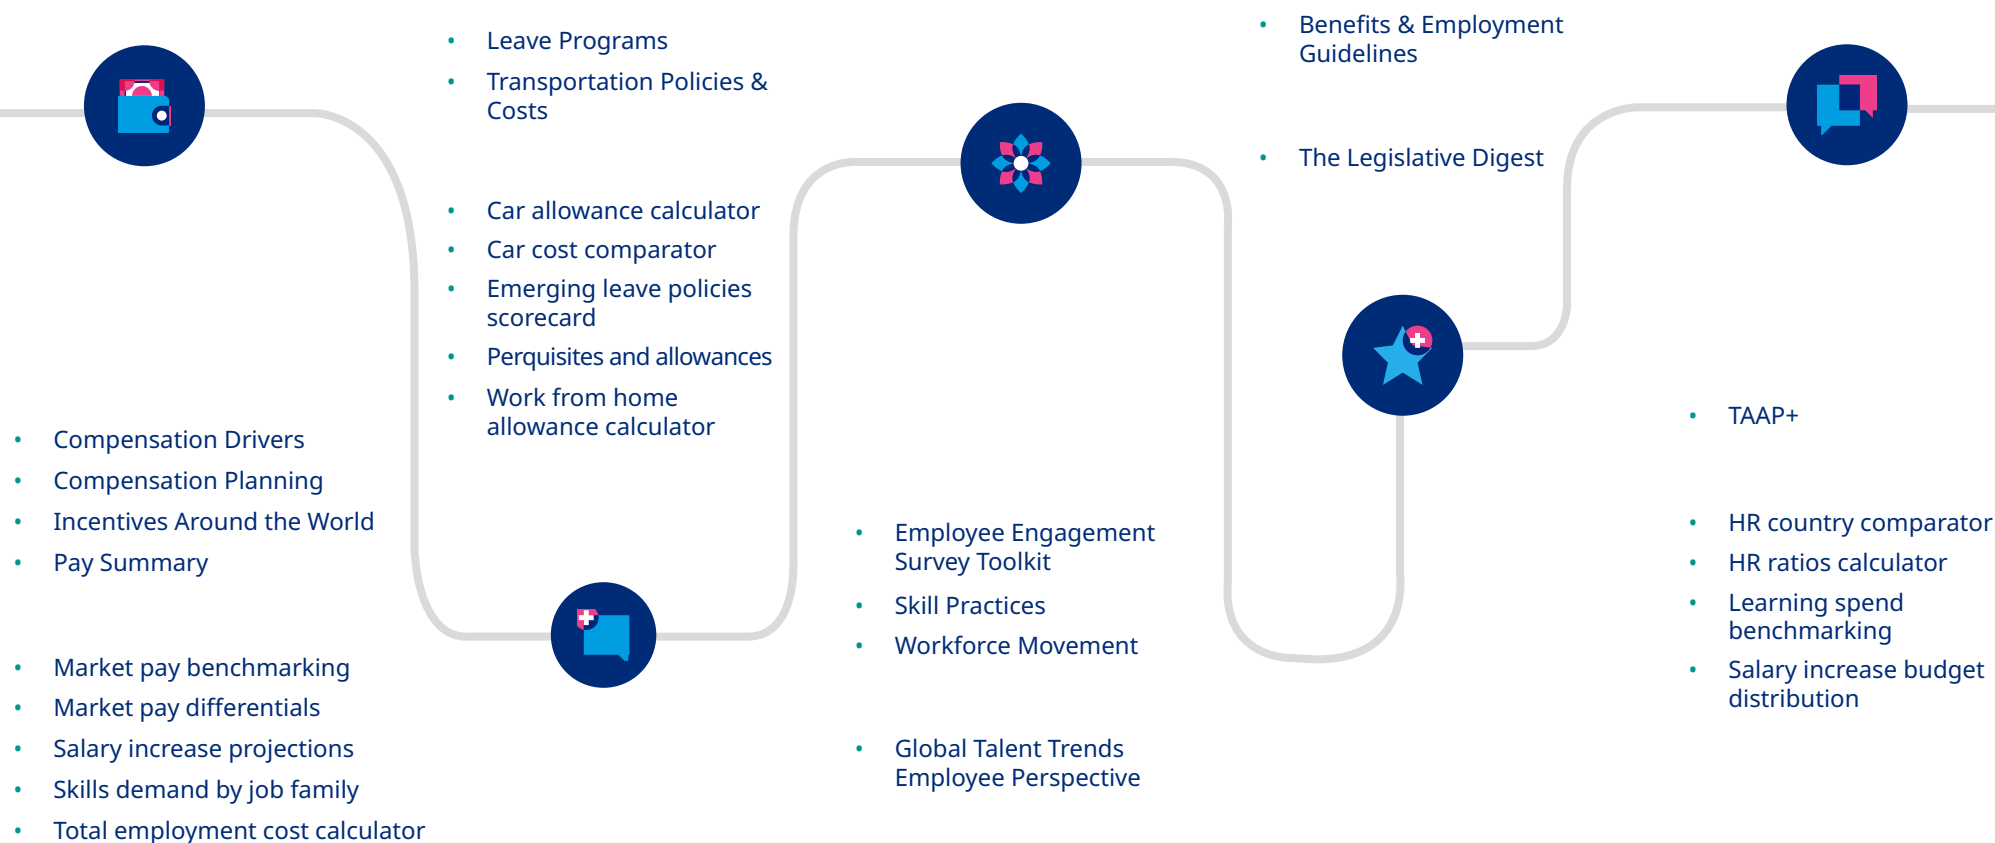 Compensation Drivers
Compensation Planning
Incentives Around the World
Pay Summary
Market pay benchmarking
Market pay differentials
Salary increase projections
Skills demand by job family
Total employment cost calculator
Leave Programs
Transportation Policies &
Costs
Car allowance calculator
Car cost comparator
Emerging leave policies
scorecard
Perquisites and allowances
Work from home
allowance calculator
Employee Engagement
Survey Toolkit
Skill Practices
Workforce Movement
Global Talent Trends
Employee Perspective
Benefits & Employment
Guidelines
The Legislative Digest
TAAP+
HR country comparator
HR ratios calculator
Learning spend
benchmarking
Salary increase budget
distribution